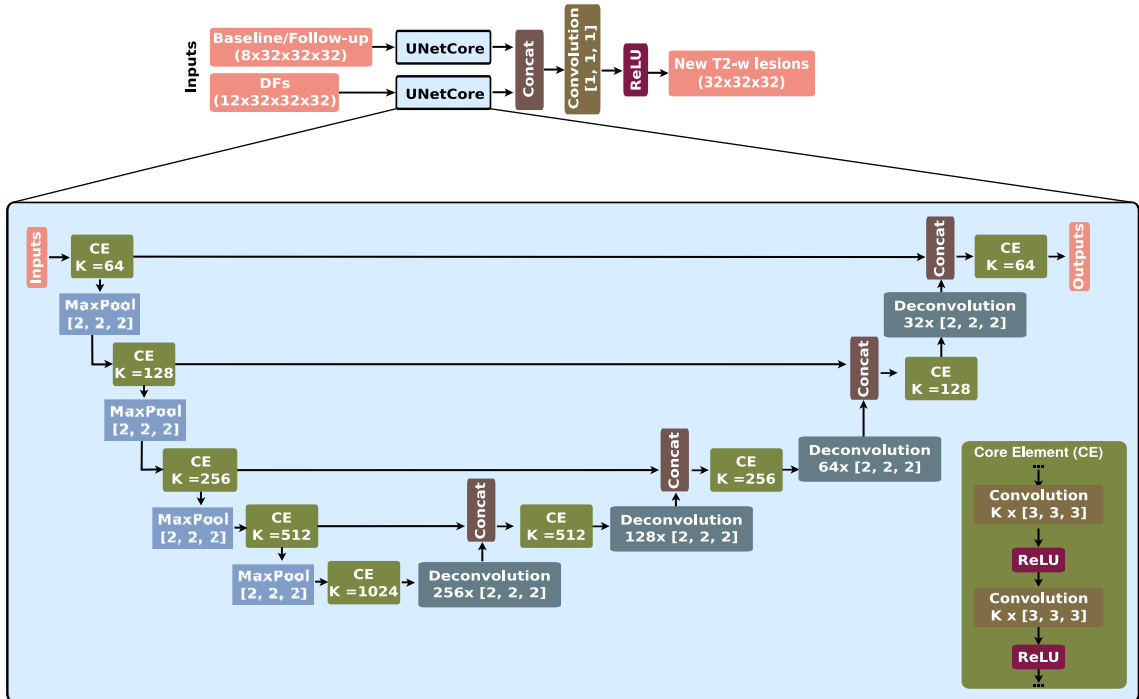 Inputs
Baseline/Follow-up
(8x32x32x32)
UNetCore
DFs
(12x32x32x32)
UNetCore
Concat
Convolution
[1, 1, 1]
ReLU
New T2-w lesions
(32x32x32)
Inputs
CE
K =64
Concat
CE
K =64
Outputs
MaxPool
[2, 2, 2]
Deconvolution
32x [2, 2, 2]
CE
K =128
Concat
CE
K =128
MaxPool
[2, 2, 2]
Deconvolution
64x [2, 2, 2]
CE
K =256
Concat
CE
K =256
MaxPool
[2, 2, 2]
CE
K =512
Concat
CE
K =512
Deconvolution
128x [2, 2, 2]
MaxPool
[2, 2, 2]
CE
K =1024
Deconvolution
256x [2, 2, 2]
Core Element (CE)
...
Convolution
K x [3, 3, 3]
ReLU
Convolution
K x [3, 3, 3]
ReLU
...